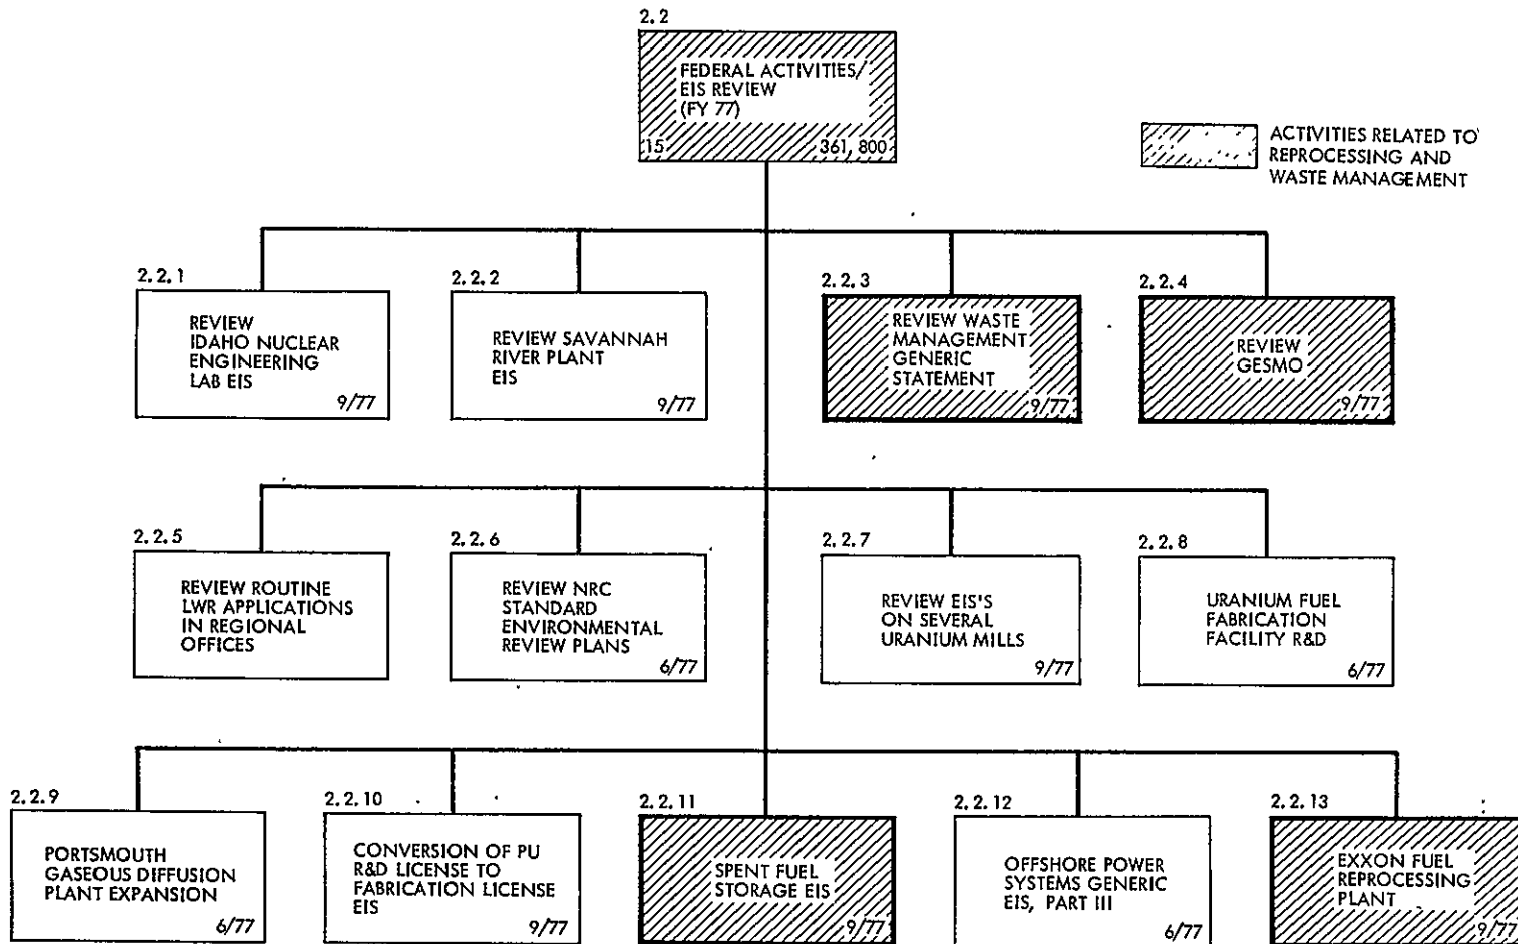 2.2
FEDERAL ACTIVITIES/
EIS REVIEW
(FY 77)
15 361,800
ACTIVITIES RELATED TO
REPROCESSING AND
WASTE MANAGEMENT
2.2.1
REVIEW
IDAHO NUCLEAR
ENGINEERING
LAB EIS
9/77
2.2.2
REVIEW SAVANNAH
RIVER PLANT
EIS
9/77
2.2.3
REVIEW WASTE
MANAGEMENT
GENERIC
STATEMENT
9/77
2.2.4
REVIEW
GESMO
9/77
2.2.5
REVIEW ROUTINE
LWR APPLICATIONS
IN REGIONAL
OFFICES
2.2.6
REVIEW NRC
STANDARD
ENVIRONMENTAL
REVIEW PLANS
6/77
2.2.7
REVIEW EIS'S
ON SEVERAL
URANIUM MILLS
9/77
2.2.8
URANIUM FUEL
FABRICATION
FACILITY R&D
6/77
2.2.9
PORTSMOUTH
GASEOUS DIFFUSION
PLANT EXPANSION
6/77
2.2.10
CONVERSION OF PU
R&D LICENSE TO
FABRICATION LICENSE
EIS
9/77
2.2.11
SPENT FUEL
STORAGE EIS
9/77
2.2.12
OFFSHORE POWER
SYSTEMS GENERIC
EIS, PART III
6/77
2.2.13
EXXON FUEL
REPROCESSING
PLANT
9/77